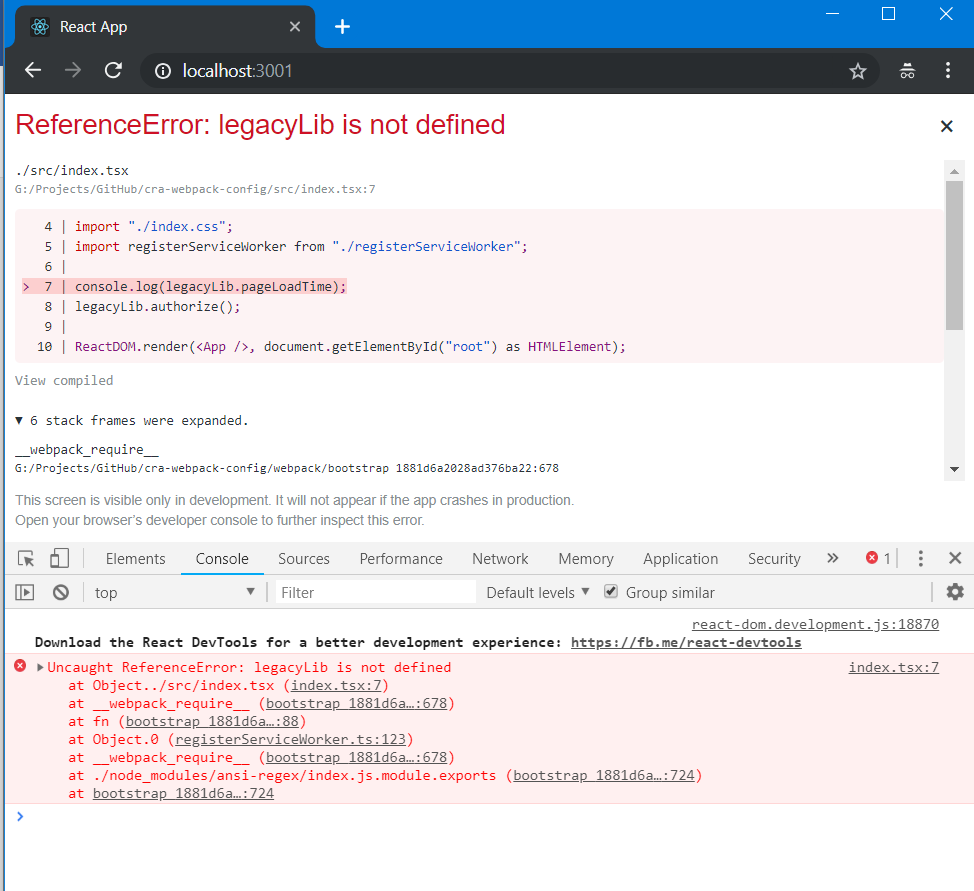 React App
localhost:3001
ReferenceError: legacyLib is not defined
./src/index.tsx
G:/Projects/GitHub/cra-webpack-config/src/index.tsx:7
4 | import "./index.css";
5 | import registerServiceWorker from "./registerServiceWorker";
6 |
> 7 | console.log(legacyLib.pageLoadTime);
8 | legacyLib.authorize();
9 |
10 | ReactDOM.render(<App />, document.getElementById("root") as HTMLElement);
View compiled
▼ 6 stack frames were expanded.
__webpack_require__
G:/Projects/GitHub/cra-webpack-config/webpack/bootstrap 1881d6a2028ad376ba22:678
This screen is visible only in development. It will not appear if the app crashes in production.
Open your browser’s developer console to further inspect this error.
Elements Console Sources Performance Network Memory Application Security » 1
top ▼ Filter Default levels ▼ Group similar
react-dom.development.js:18870
Download the React DevTools for a better development experience: https://fb.me/react-devtools
Uncaught ReferenceError: legacyLib is not defined index.tsx:7
at Object../src/index.tsx (index.tsx:7)
at __webpack_require__ (bootstrap 1881d6a…:678)
at fn (bootstrap 1881d6a…:88)
at Object.0 (registerServiceWorker.ts:123)
at __webpack_require__ (bootstrap 1881d6a…:678)
at ./node_modules/ansi-regex/index.js.module.exports (bootstrap 1881d6a…:724)
at bootstrap 1881d6a…:724